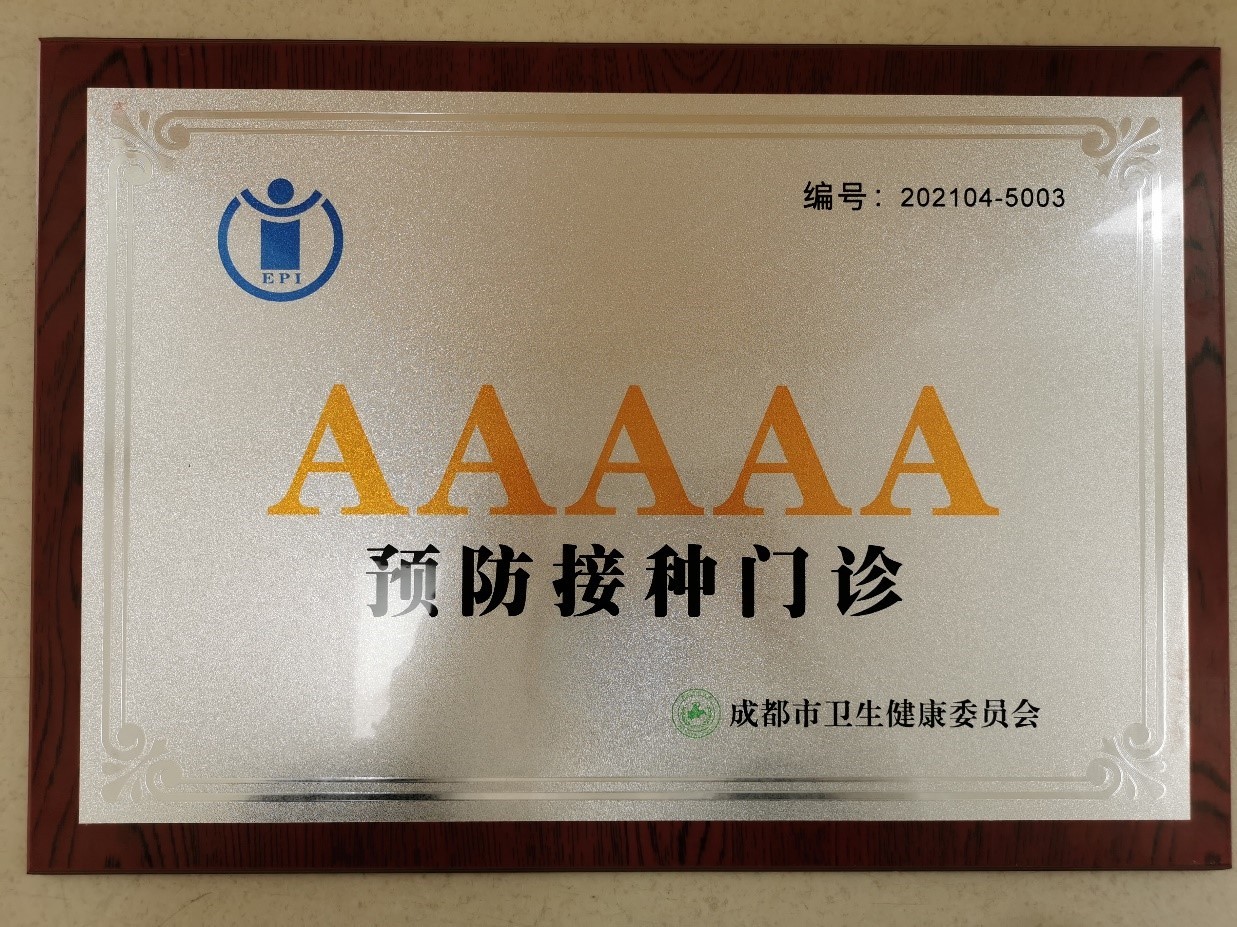 编号：202104-5003
EPI
AAAAA
预防接种门诊
成都市卫生健康委员会